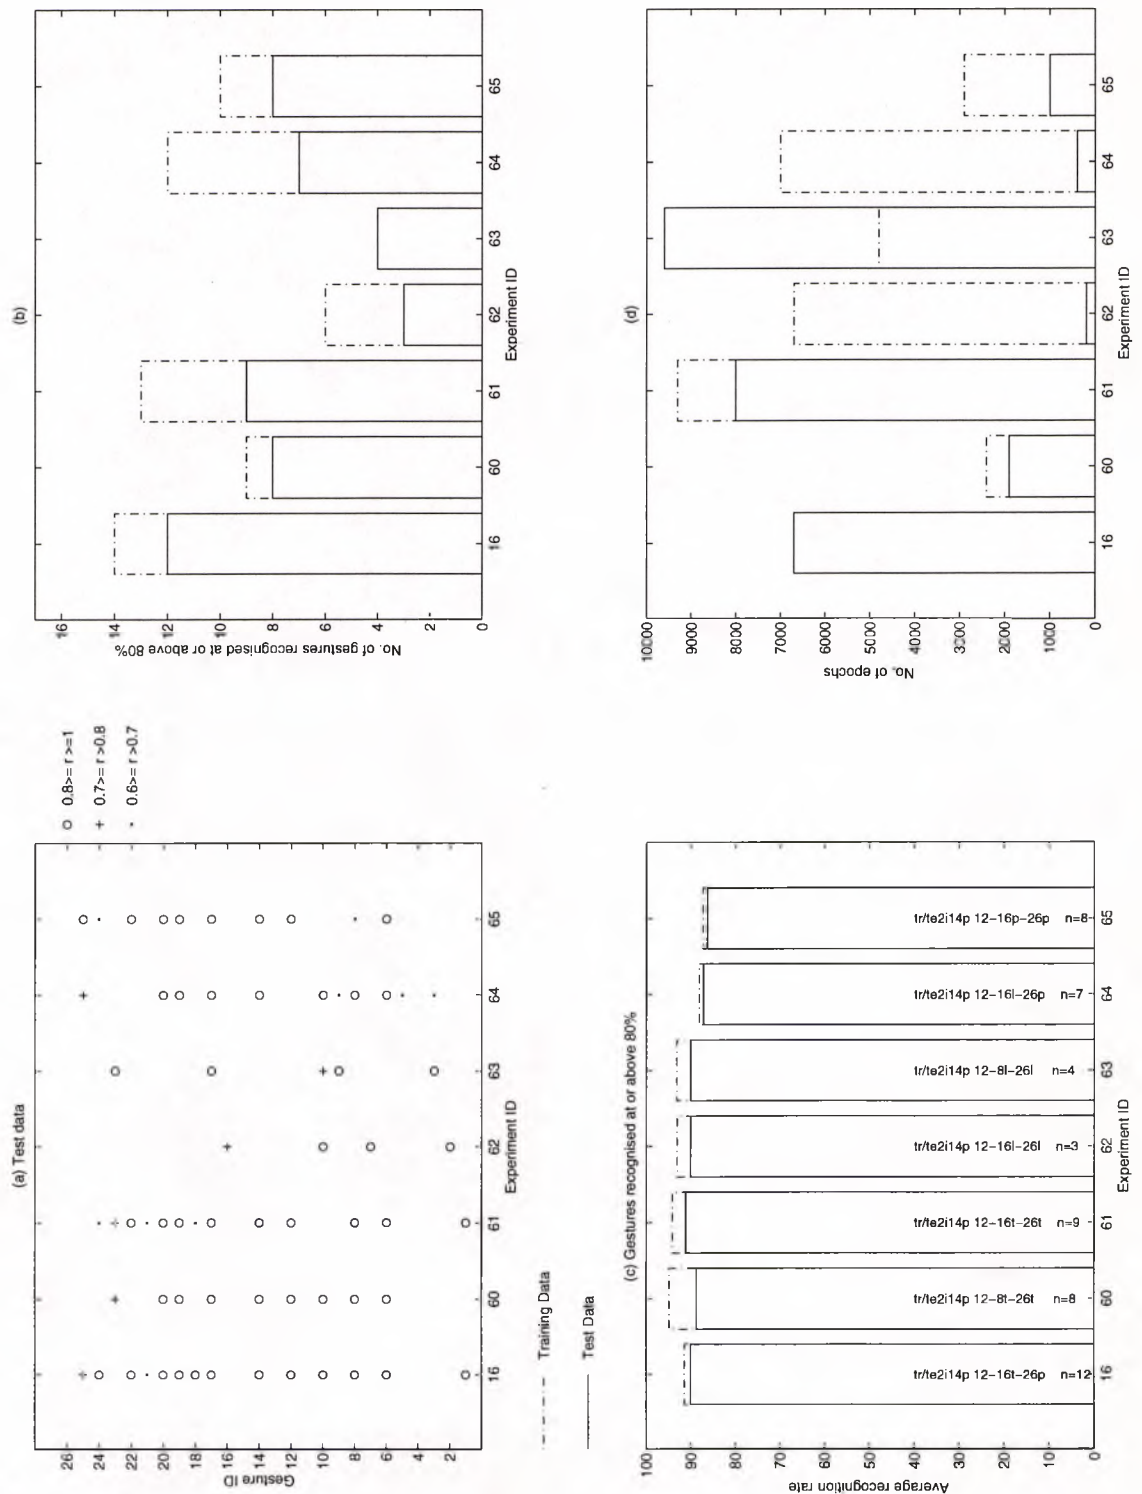 (a) Test data
26
24
22
20
18
16
14
12
10
8
6
4
2
Gesture ID
16 60 61 62 63 64 65
Experiment ID
0.8>= r >=1
0.7>= r >0.8
0.6>= r >0.7
(b)
16
14
12
10
8
6
4
2
0
No. of gestures recognised at or above 80%
16 60 61 62 63 64 65
Experiment ID
Training Data
Test Data
(c) Gestures recognised at or above 80%
100
90
80
70
60
50
40
30
20
10
0
Average recognition rate
tr/te2i14p 12-16t-26p n=12
tr/te2i14p 12-8t-26t n=8
tr/te2i14p 12-16t-26t n=9
tr/te2i14p 12-16l-26l n=3
tr/te2i14p 12-8l-26l n=4
tr/te2i14p 12-16l-26p n=7
tr/te2i14p 12-16p-26p n=8
16 60 61 62 63 64 65
Experiment ID
(d)
10000
9000
8000
7000
6000
5000
4000
3000
2000
1000
0
No. of epochs
16 60 61 62 63 64 65
Experiment ID